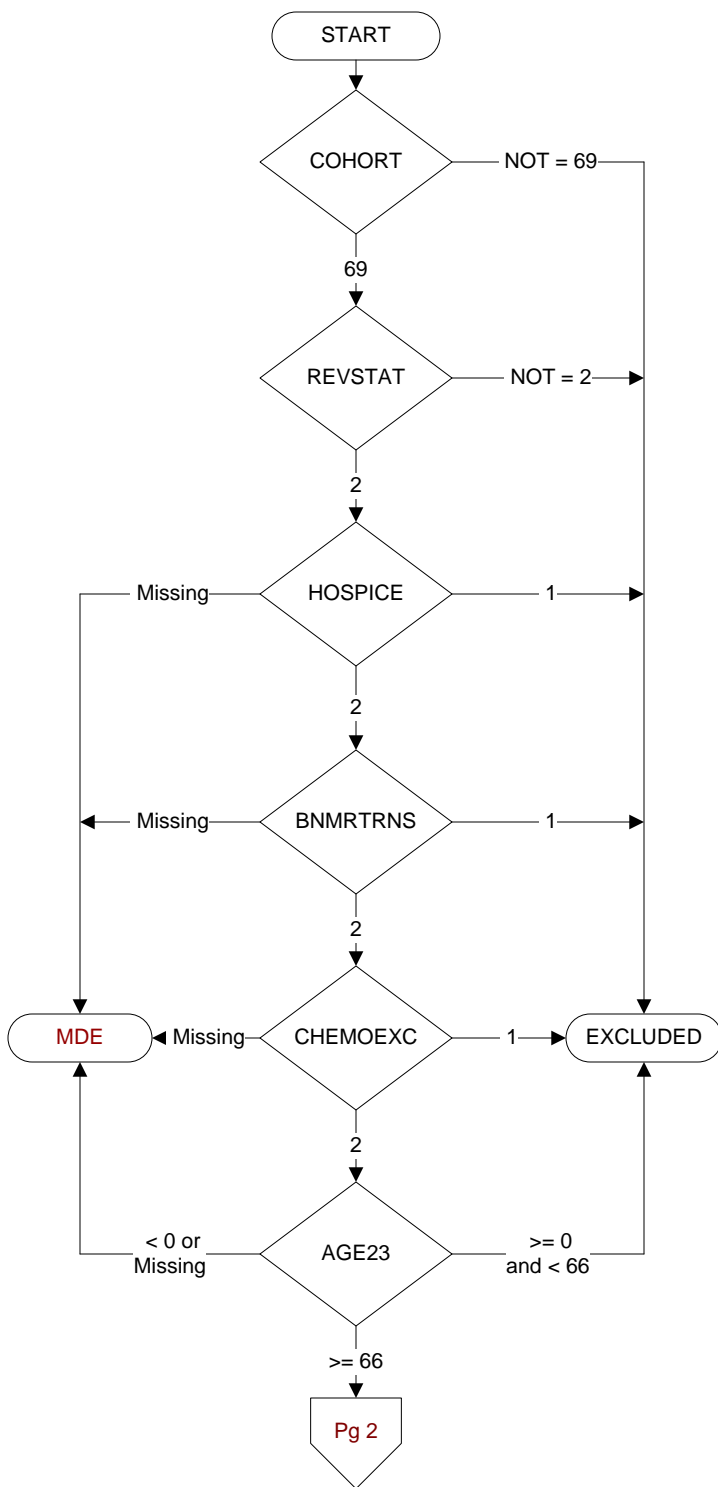 START
COHORT
NOT = 69
69
REVSTAT
NOT = 2
2
Missing
HOSPICE
1
2
Missing
BNMRTRNS
1
2
MDE
Missing
CHEMOEXC
1
EXCLUDED
2
< 0 or
Missing
AGE23
>= 0
and < 66
>= 66
Pg 2